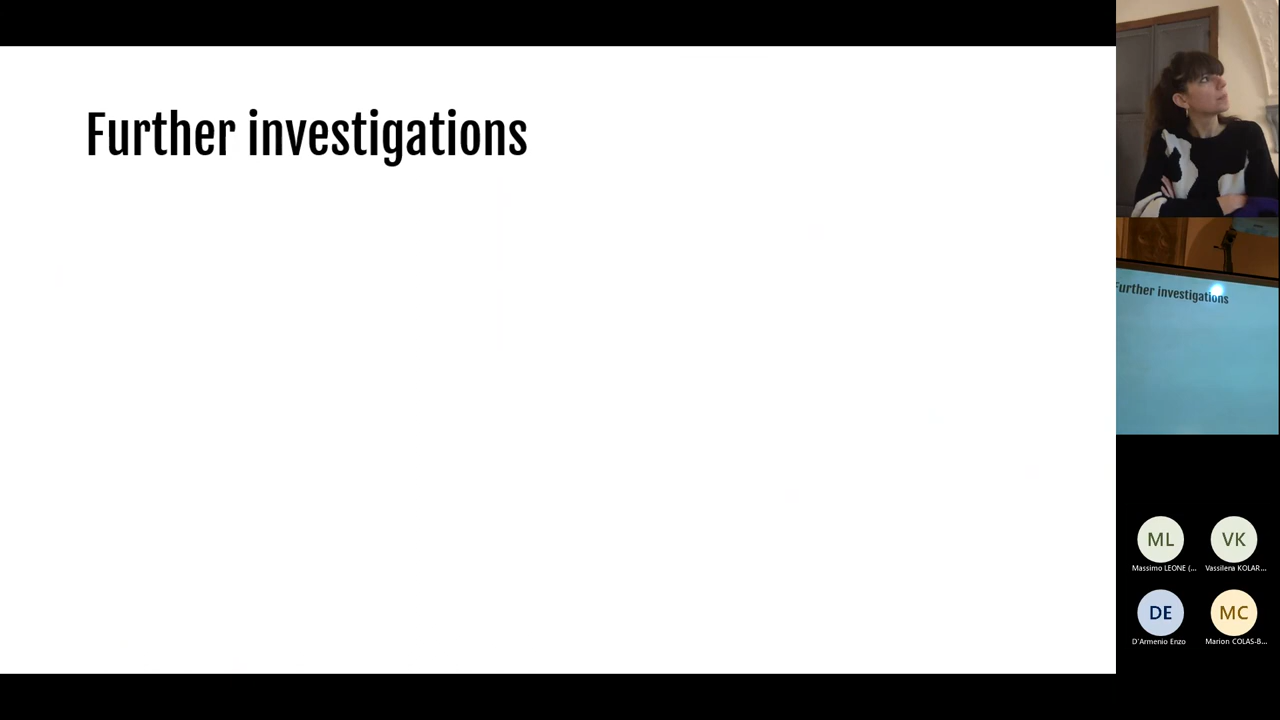 Further investigations
Further investigations
ML
VK
Massimo LEONE (...
Vassilena KOLAR...
DE
MC
D'Armenio Enzo
Marion COLAS-B...